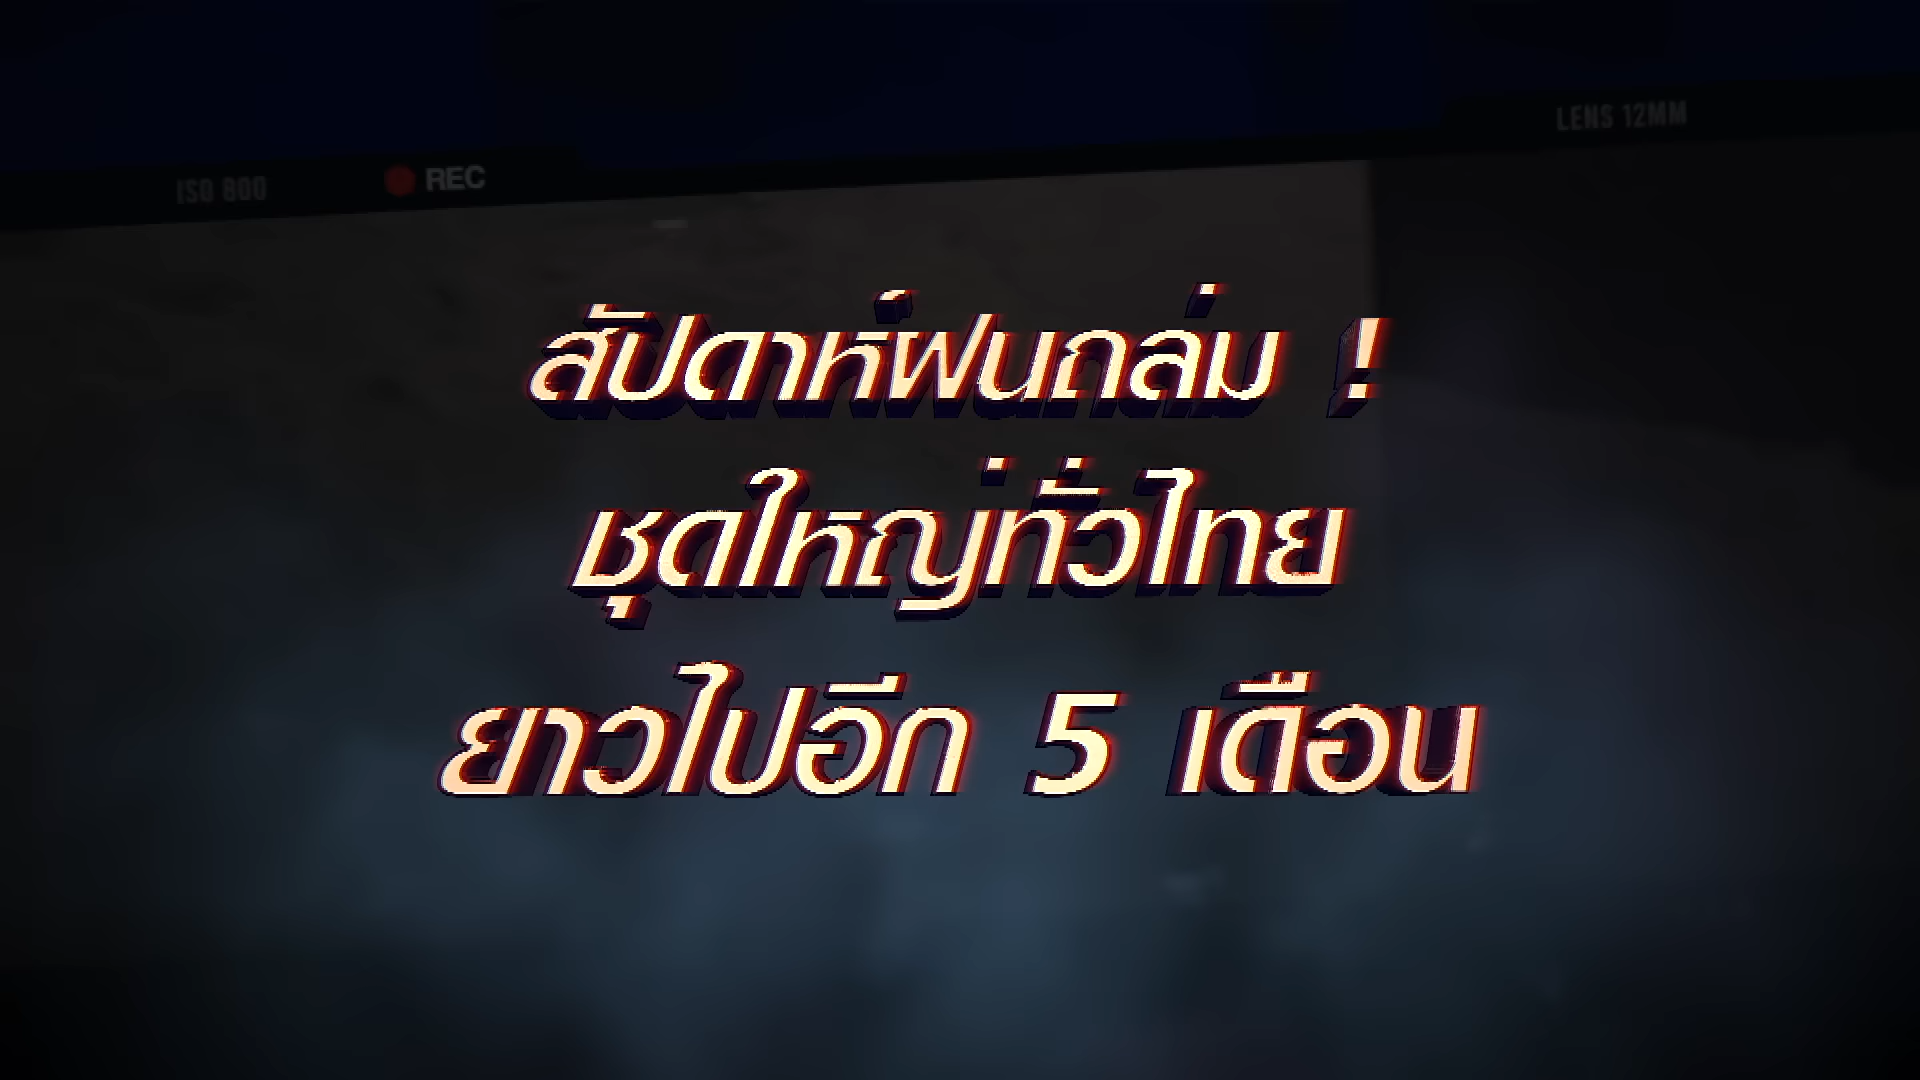 LENS 12MM
ISO 800 REC
สัปดาห์ฝนถล่ม !
ชุดใหญ่ทั่วไทย
ยาวไปอีก 5 เดือน